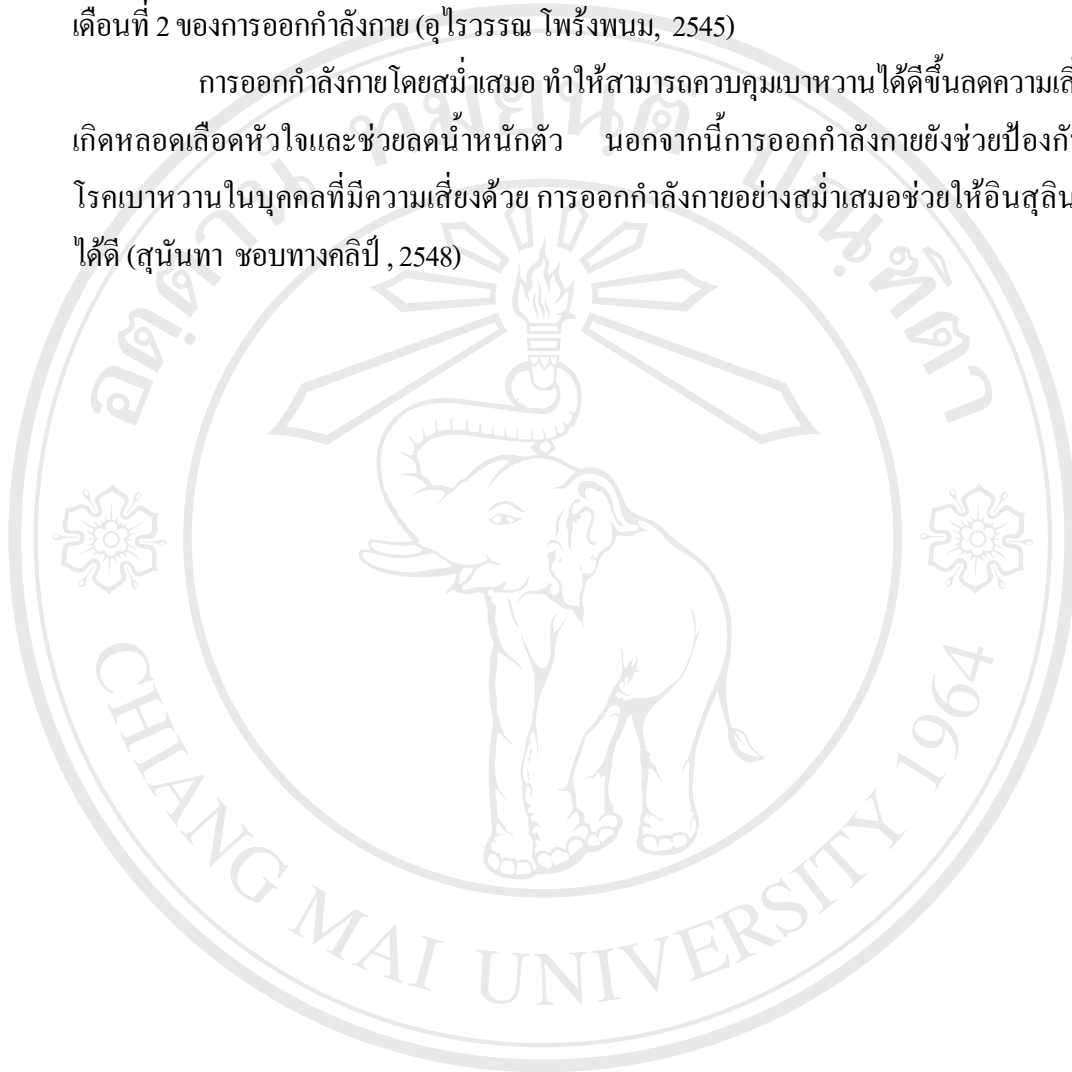 เดือนที่ 2 ของการออกกำลังกาย (อุไรวรรณ โพร้งพนม, 2545)
การออกกำลังกายโดยสม่ำเสมอ ทำให้สามารถควบคุมเบาหวานได้ดีขึ้นลดความเสี่
เกิดหลอดเลือดหัวใจและช่วยลดน้ำหนักตัว นอกจากนี้การออกกำลังกายยังช่วยป้องกั
โรคเบาหวานในบุคคลที่มีความเสี่ยงด้วย การออกกำลังกายอย่างสม่ำเสมอช่วยให้อินสุลิน
ได้ดี (สุนันทา ชอบทางคลิป์ , 2548)
CHIANG MAI UNIVERSITY 1964